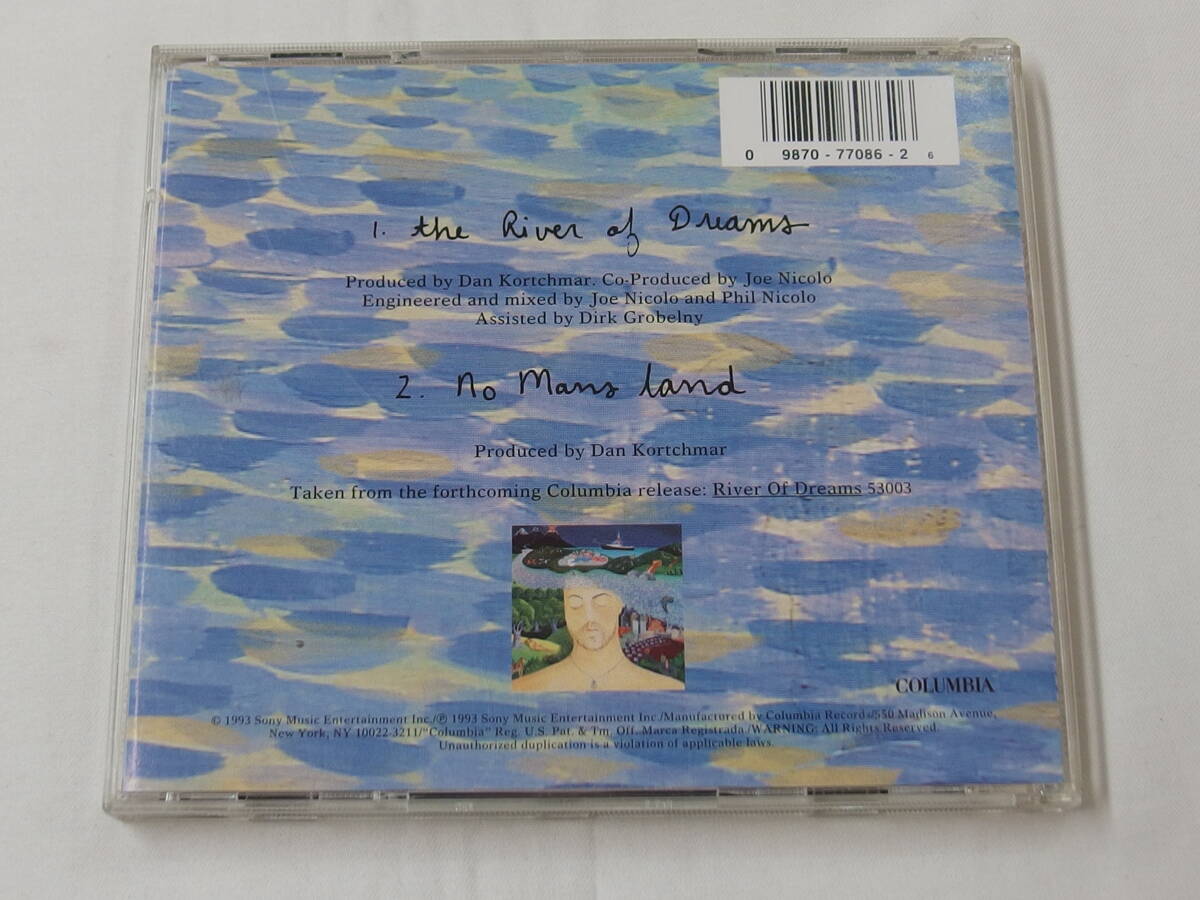 0 9870 - 77086 - 2 6
1. the River of Dreams
Produced by Dan Kortchmar. Co-Produced by Joe Nicolo
Engineered and mixed by Joe Nicolo and Phil Nicolo
Assisted by Dirk Grobelny
2. No Mans land
Produced by Dan Kortchmar
Taken from the forthcoming Columbia release: River Of Dreams 53003
COLUMBIA
© 1993 Sony Music Entertainment Inc./℗ 1993 Sony Music Entertainment Inc./Manufactured by Columbia Records/550 Madison Avenue,
New York, NY 10022-3211/"Columbia" Reg. U.S. Pat. & Tm. Off. Marca Registrada /WARNING: All Rights Reserved.
Unauthorized duplication is a violation of applicable laws.